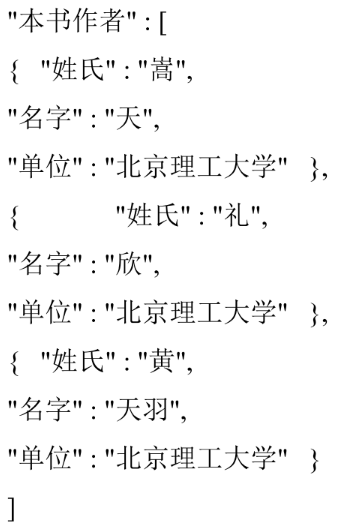 "本书作者" : [
{ "姓氏" : "嵩",
"名字" : "天",
"单位" : "北京理工大学" },
{ "姓氏" : "礼",
"名字" : "欣",
"单位" : "北京理工大学" },
{ "姓氏" : "黄",
"名字" : "天羽",
"单位" : "北京理工大学" }
]